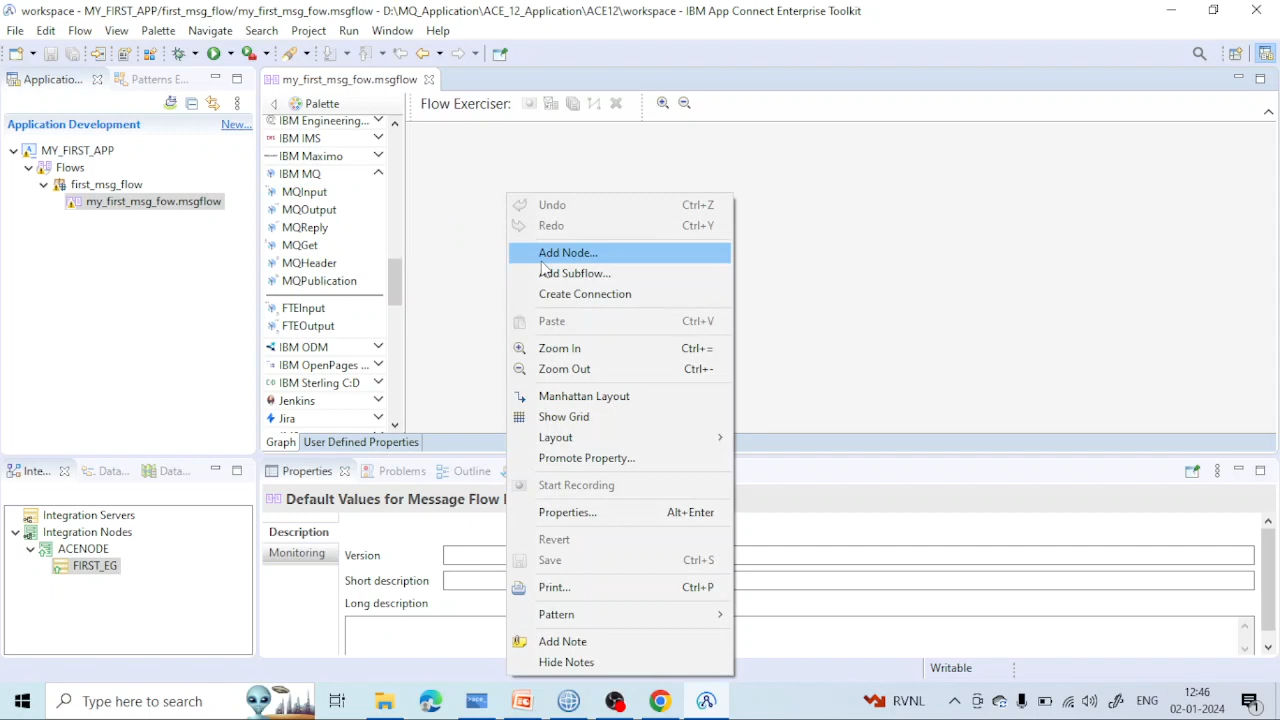 workspace - MY_FIRST_APP/first_msg_flow/my_first_msg_fow.msgflow - D:\MQ_Application\ACE_12_Application\ACE12\workspace - IBM App Connect Enterprise Toolkit
File Edit Flow View Palette Navigate Search Project Run Window Help
Applicatio...
Patterns E...
my_first_msg_fow.msgflow
Application Development
New...
MY_FIRST_APP
Flows
first_msg_flow
my_first_msg_fow.msgflow
Palette
Flow Exerciser:
IBM Engineering...
IBM IMS
IBM Maximo
IBM MQ
MQInput
MQOutput
MQReply
MQGet
MQHeader
MQPublication
FTEInput
FTEOutput
IBM ODM
IBM OpenPages ...
IBM Sterling C:D
Jenkins
Jira
Graph
User Defined Properties
Undo Ctrl+Z
Redo Ctrl+Y
Add Node...
Add Subflow...
Create Connection
Paste Ctrl+V
Zoom In Ctrl+=
Zoom Out Ctrl+-
Manhattan Layout
Show Grid
Layout
Promote Property...
Start Recording
Properties... Alt+Enter
Revert
Save Ctrl+S
Print... Ctrl+P
Pattern
Add Note
Hide Notes
Inte...
Data...
Data...
Integration Servers
Integration Nodes
ACENODE
FIRST_EG
Properties
Problems
Outline
Default Values for Message Flow
Description
Monitoring
Version
Short description
Long description
Writable
Type here to search
RVNL
ENG
12:46
02-01-2024